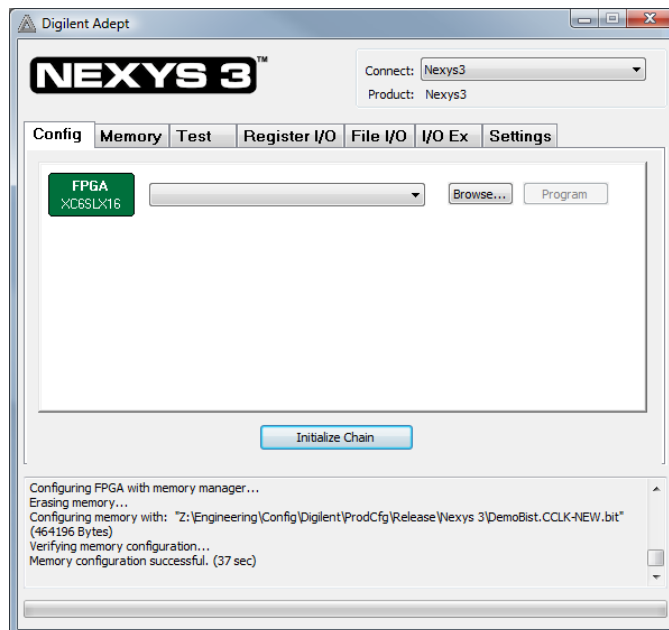 Digilent Adept
NEXYS 3™
Connect: Nexys3
Product: Nexys3
Config Memory Test Register I/O File I/O I/O Ex Settings
FPGA
XC6SLX16
Browse... Program
Initialize Chain
Configuring FPGA with memory manager...
Erasing memory...
Configuring memory with: "Z:\Engineering\Config\Digilent\ProdCfg\Release\Nexys 3\DemoBist.CCLK-NEW.bit"
(464196 Bytes)
Verifying memory configuration...
Memory configuration successful. (37 sec)